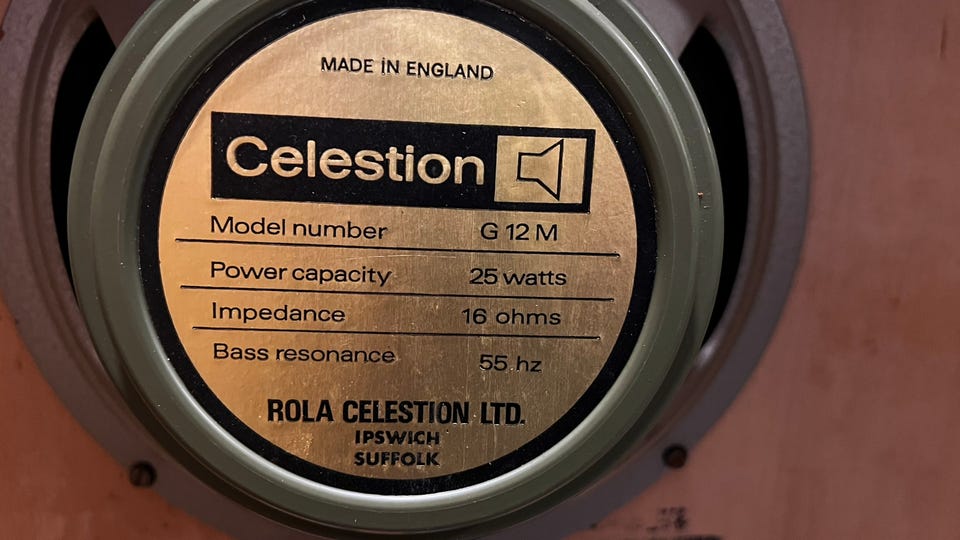 MADE IN ENGLAND
Celestion
Model number G 12 M
Power capacity 25 watts
Impedance 16 ohms
Bass resonance 55 hz
ROLA CELESTION LTD.
IPSWICH
SUFFOLK